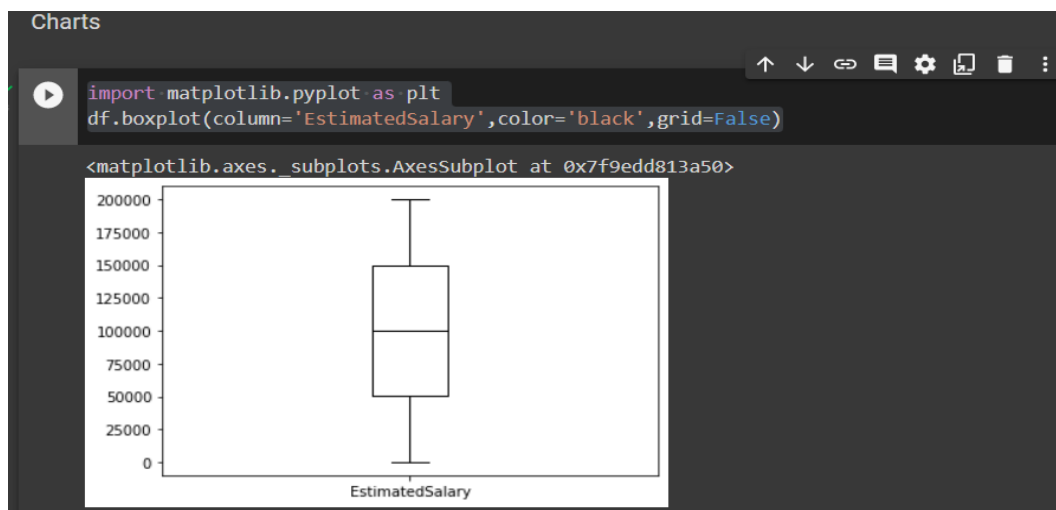 Charts
import matplotlib.pyplot as plt
df.boxplot(column='EstimatedSalary',color='black',grid=False)
<matplotlib.axes._subplots.AxesSubplot at 0x7f9edd813a50>
200000
175000
150000
125000
100000
75000
50000
25000
0
EstimatedSalary